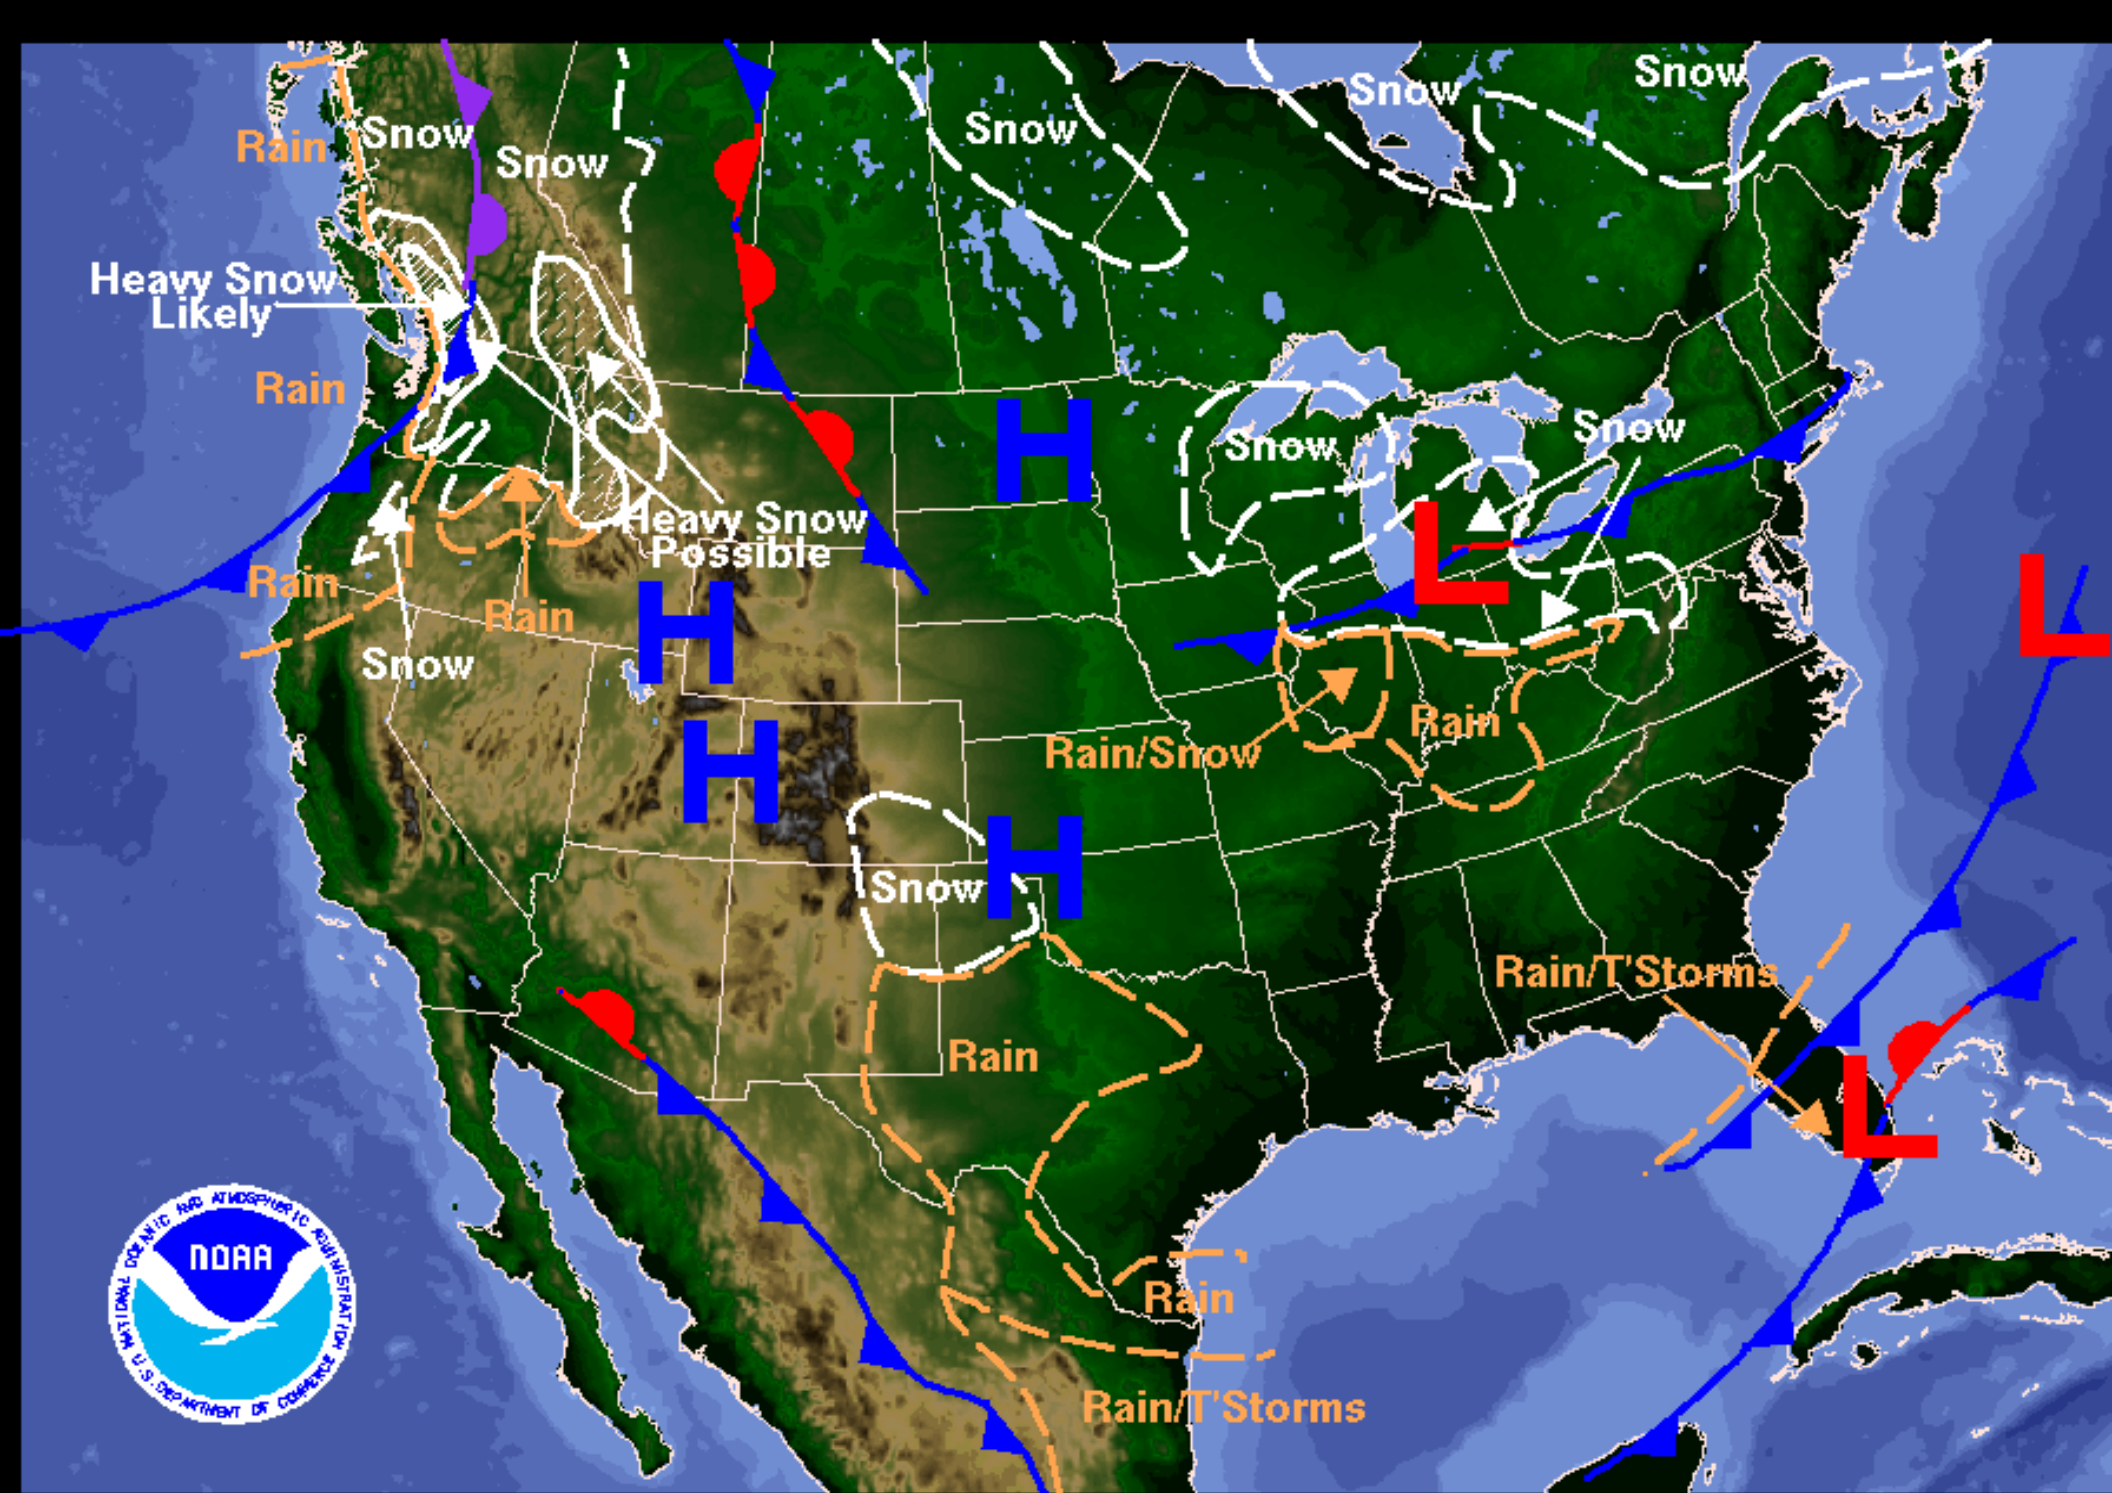 Snow
Snow
Snow
Snow
Rain
Snow
Snow
Heavy Snow
Likely
Rain
H
Snow
Snow
Heavy Snow
Possible
L
L
Rain
Rain
H
Snow
Rain/Snow
Rain
H
Snow
H
Rain/T'Storms
Rain
L
NATIONAL OCEANIC AND ATMOSPHERIC ADMINISTRATION
NOAA
U.S. DEPARTMENT OF COMMERCE
Rain
Rain/T'Storms